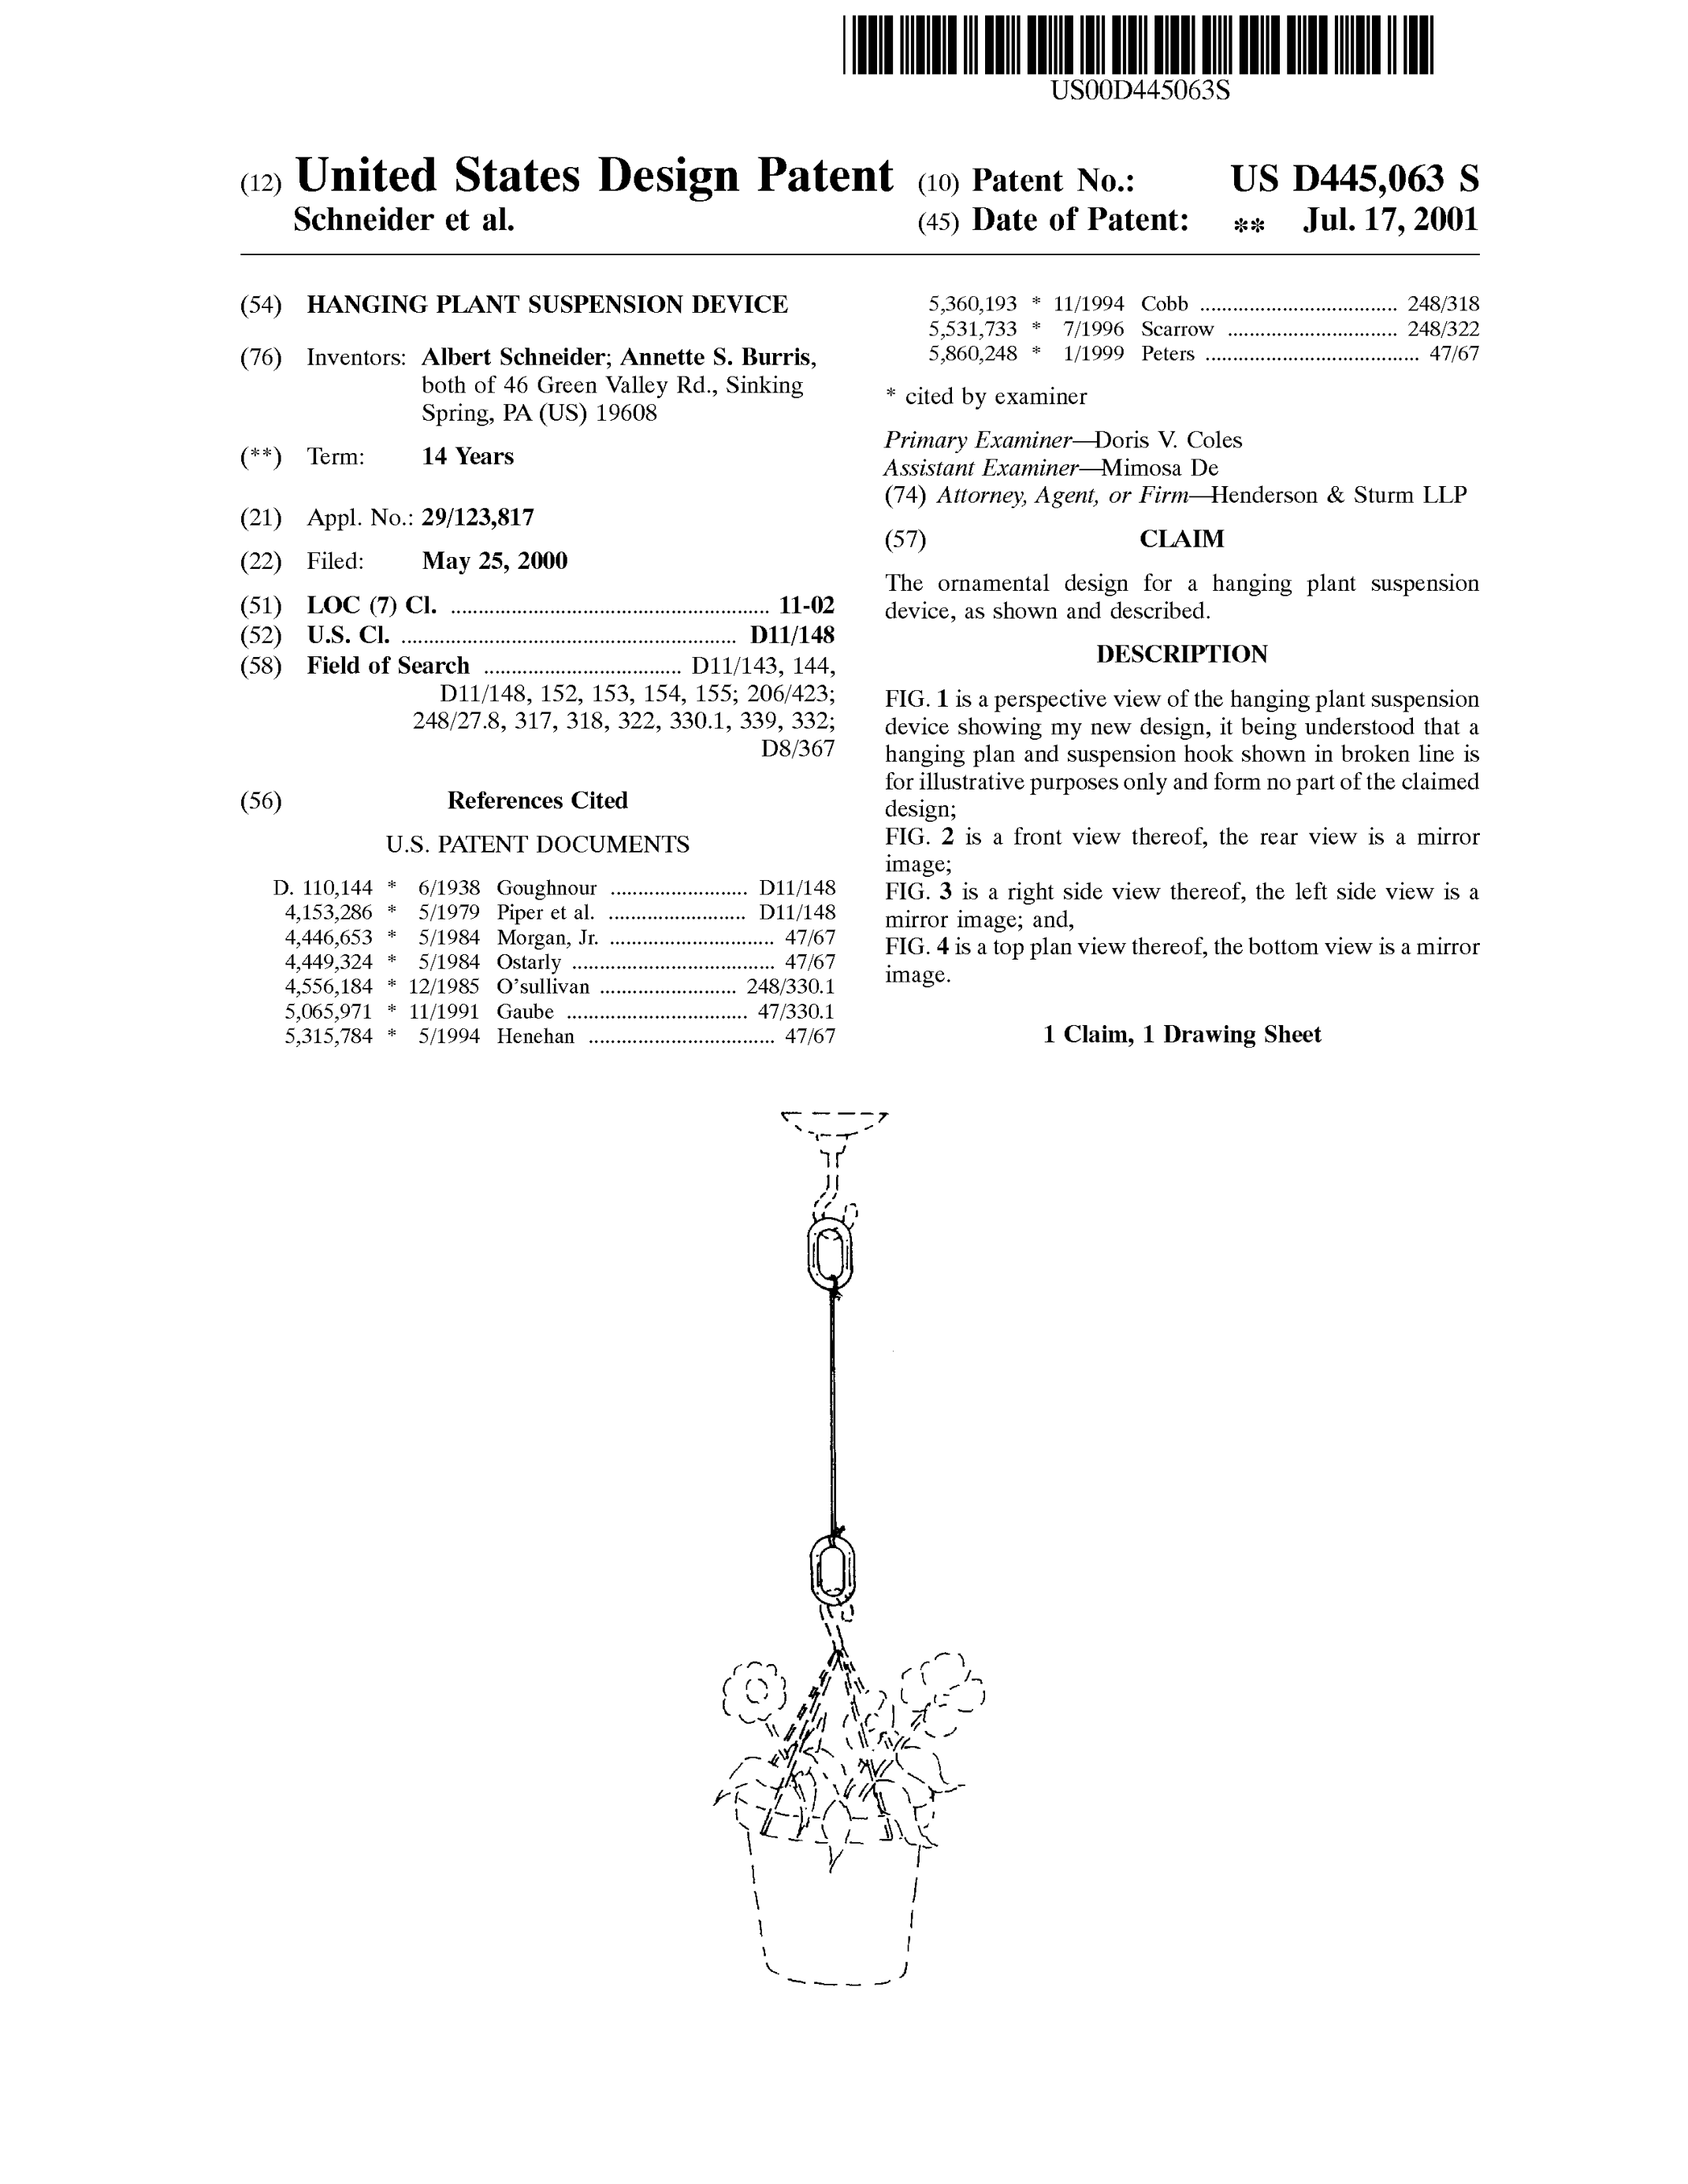 US00D445063S
(12) United States Design Patent
Schneider et al.
(10) Patent No.: US D445,063 S
(45) Date of Patent: ** Jul. 17, 2001
(54) HANGING PLANT SUSPENSION DEVICE
(76) Inventors: Albert Schneider; Annette S. Burris,
both of 46 Green Valley Rd., Sinking
Spring, PA (US) 19608
(**) Term: 14 Years
(21) Appl. No.: 29/123,817
(22) Filed: May 25, 2000
(51) LOC (7) Cl. ........................................................ 11-02
(52) U.S. Cl. ........................................................... D11/148
(58) Field of Search ................................... D11/143, 144,
D11/148, 152, 153, 154, 155; 206/423;
248/27.8, 317, 318, 322, 330.1, 339, 332;
D8/367
(56) References Cited
U.S. PATENT DOCUMENTS
D. 110,144 * 6/1938 Goughnour ......................... D11/148
4,153,286 * 5/1979 Piper et al. ......................... D11/148
4,446,653 * 5/1984 Morgan, Jr. .............................. 47/67
4,449,324 * 5/1984 Ostarly ..................................... 47/67
4,556,184 * 12/1985 O'sullivan ......................... 248/330.1
5,065,971 * 11/1991 Gaube ................................. 47/330.1
5,315,784 * 5/1994 Henehan .................................. 47/67
5,360,193 * 11/1994 Cobb .................................... 248/318
5,531,733 * 7/1996 Scarrow ............................... 248/322
5,860,248 * 1/1999 Peters ....................................... 47/67
* cited by examiner
Primary Examiner—Doris V. Coles
Assistant Examiner—Mimosa De
(74) Attorney, Agent, or Firm—Henderson & Sturm LLP
(57) CLAIM
The ornamental design for a hanging plant suspension
device, as shown and described.
DESCRIPTION
FIG. 1 is a perspective view of the hanging plant suspension
device showing my new design, it being understood that a
hanging plan and suspension hook shown in broken line is
for illustrative purposes only and form no part of the claimed
design;
FIG. 2 is a front view thereof, the rear view is a mirror
image;
FIG. 3 is a right side view thereof, the left side view is a
mirror image; and,
FIG. 4 is a top plan view thereof, the bottom view is a mirror
image.
1 Claim, 1 Drawing Sheet